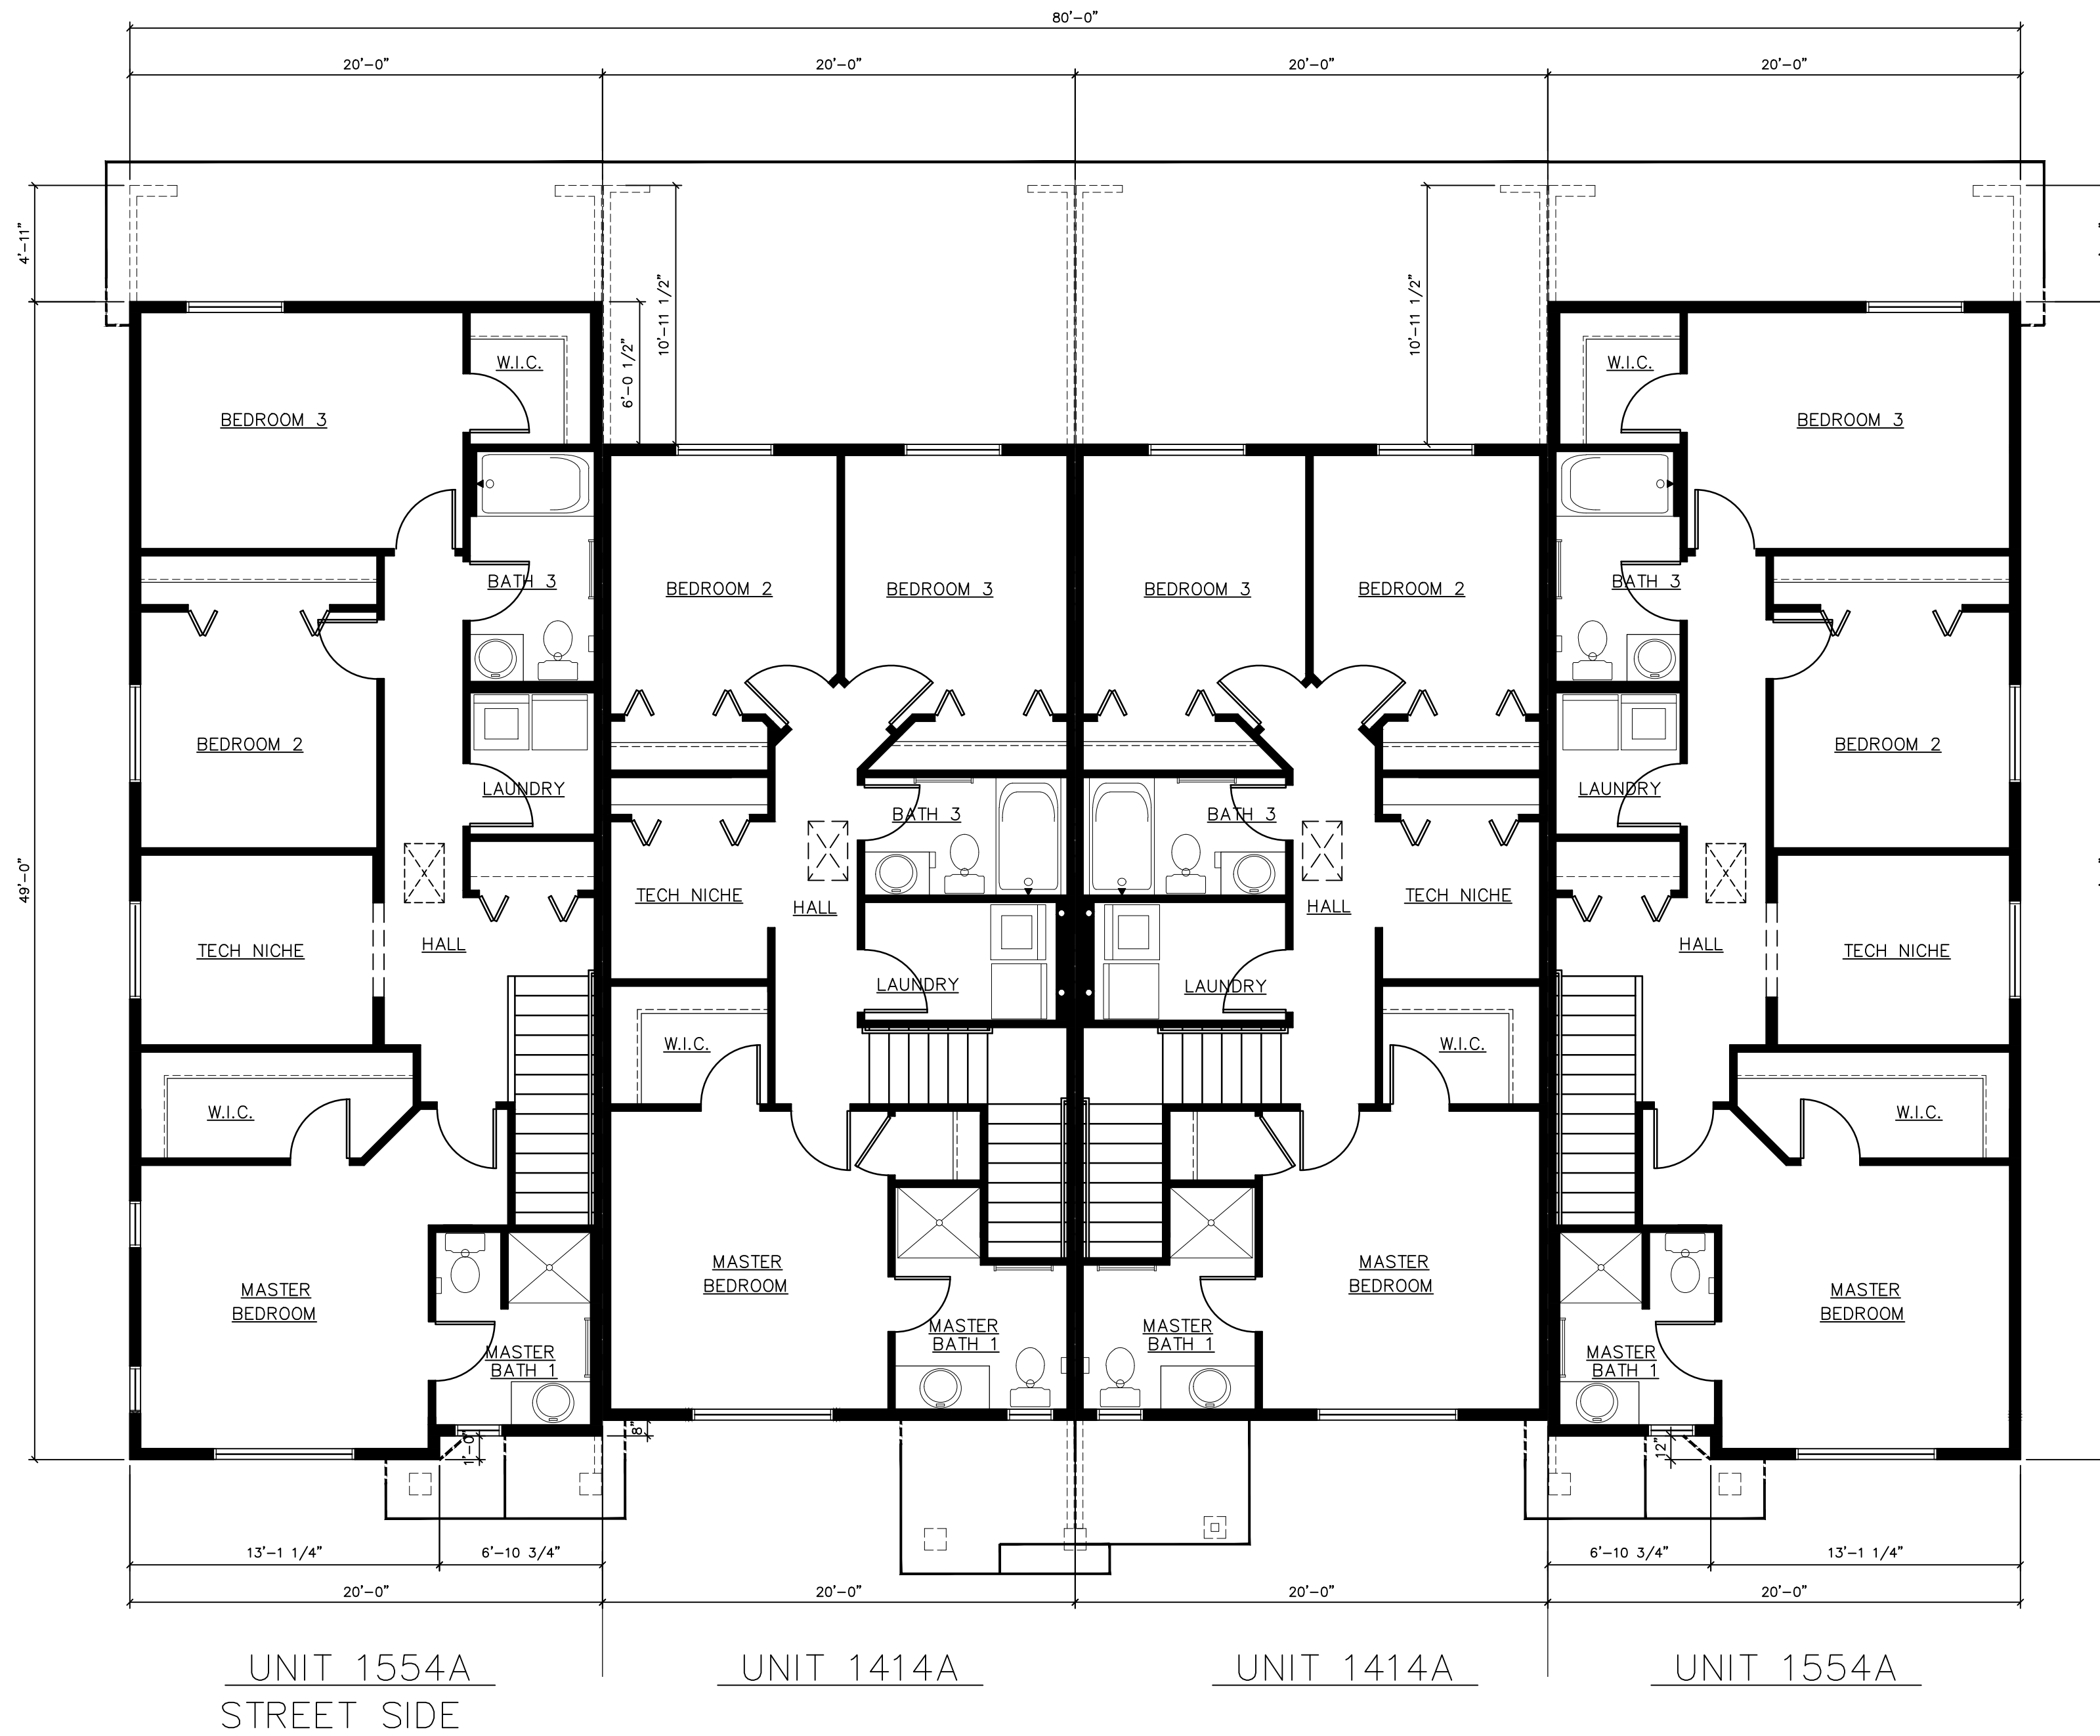 80'-0"
20'-0"
20'-0"
20'-0"
20'-0"
4'-11"
10'-11 1/2"
10'-11 1/2"
6'-0 1/2"
W.I.C.
W.I.C.
BEDROOM 3
BEDROOM 3
BATH 3
BEDROOM 2
BEDROOM 3
BEDROOM 3
BEDROOM 2
BATH 3
BEDROOM 2
BEDROOM 2
LAUNDRY
LAUNDRY
BATH 3
BATH 3
49'-0"
TECH NICHE
HALL
HALL
TECH NICHE
TECH NICHE
HALL
HALL
TECH NICHE
LAUNDRY
LAUNDRY
W.I.C.
W.I.C.
W.I.C.
W.I.C.
MASTER
BEDROOM
MASTER
BEDROOM
MASTER
BEDROOM
MASTER
BEDROOM
MASTER
BATH 1
MASTER
BATH 1
MASTER
BATH 1
MASTER
BATH 1
8"
1'-0"
12"
13'-1 1/4"
6'-10 3/4"
6'-10 3/4"
13'-1 1/4"
20'-0"
20'-0"
20'-0"
20'-0"
UNIT 1554A
STREET SIDE
UNIT 1414A
UNIT 1414A
UNIT 1554A